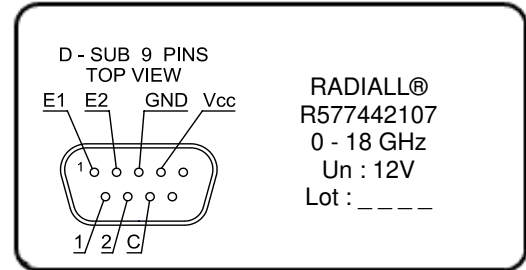 D - SUB 9 PINS
TOP VIEW
E1 E2 GND Vcc
1
1 2 C
RADIALL®
R577442107
0 - 18 GHz
Un : 12V
Lot : _ _ _ _